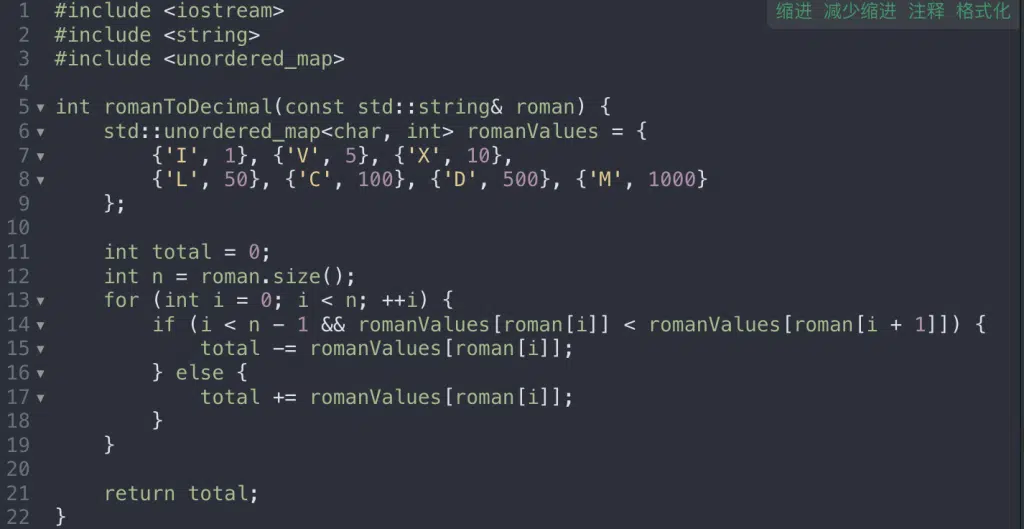 缩进 减少缩进 注释 格式化
1 #include <iostream>
2 #include <string>
3 #include <unordered_map>
4
5 int romanToDecimal(const std::string& roman) {
6     std::unordered_map<char, int> romanValues = {
7         {'I', 1}, {'V', 5}, {'X', 10},
8         {'L', 50}, {'C', 100}, {'D', 500}, {'M', 1000}
9     };
10
11     int total = 0;
12     int n = roman.size();
13     for (int i = 0; i < n; ++i) {
14         if (i < n - 1 && romanValues[roman[i]] < romanValues[roman[i + 1]]) {
15             total -= romanValues[roman[i]];
16         } else {
17             total += romanValues[roman[i]];
18         }
19     }
20
21     return total;
22 }